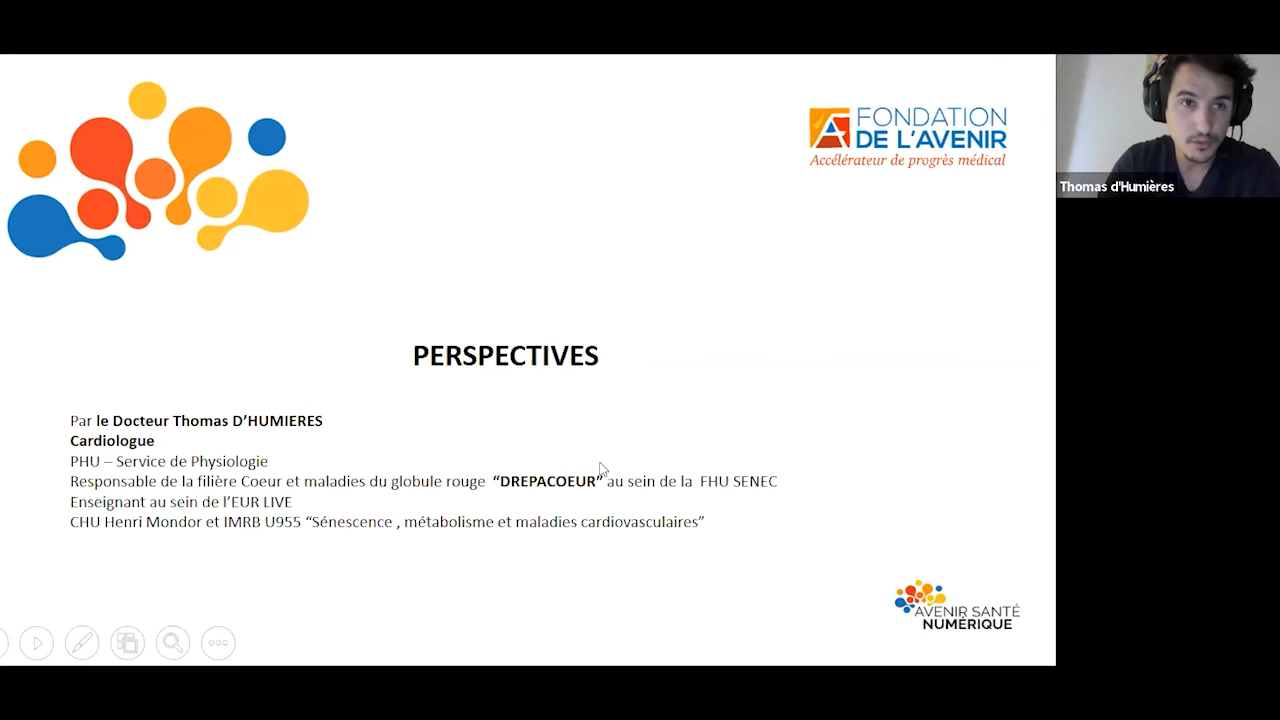 FONDATION
DE L'AVENIR
Accélérateur de progrès médical
Thomas d'Humières
PERSPECTIVES
Par le Docteur Thomas D'HUMIERES
Cardiologue
PHU – Service de Physiologie
Responsable de la filière Coeur et maladies du globule rouge “DREPACOEUR” au sein de la FHU SENEC
Enseignant au sein de l'EUR LIVE
CHU Henri Mondor et IMRB U955 “Sénescence , métabolisme et maladies cardiovasculaires”
AVENIR SANTÉ
NUMÉRIQUE